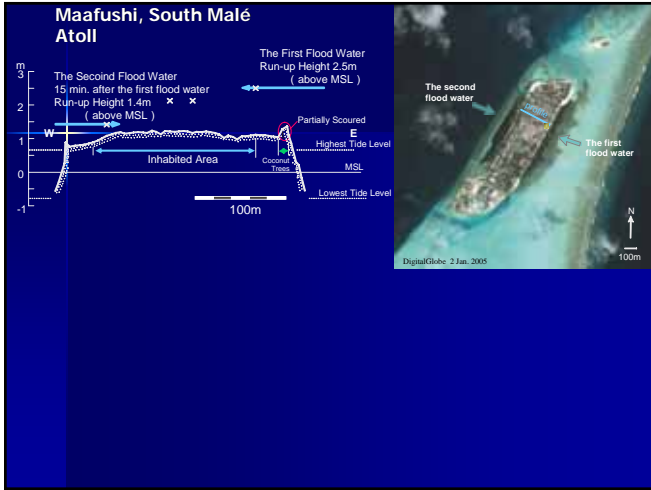 Maafushi, South Malé
Atoll
m
3
2
1
0
-1
The Second Flood Water
15 min. after the first flood water
Run-up Height 1.4m
( above MSL )
The First Flood Water
Run-up Height 2.5m
( above MSL )
Partially Scoured
W
E
Highest Tide Level
Inhabited Area
Coconut
Trees
MSL
Lowest Tide Level
100m
The second
flood water
profile
The first
flood water
N
100m
DigitalGlobe 2 Jan. 2005